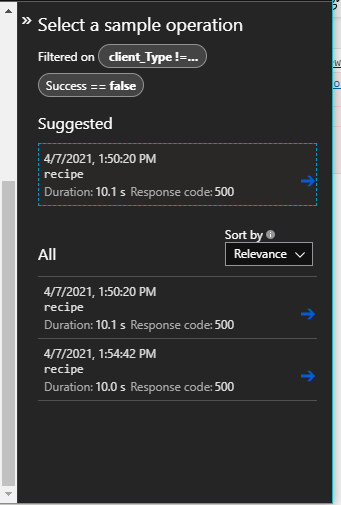 » Select a sample operation
Filtered on client_Type !=...
Success == false
Suggested
4/7/2021, 1:50:20 PM
recipe
Duration: 10.1 s Response code: 500
Sort by
All Relevance
4/7/2021, 1:50:20 PM
recipe
Duration: 10.1 s Response code: 500
4/7/2021, 1:54:42 PM
recipe
Duration: 10.0 s Response code: 500